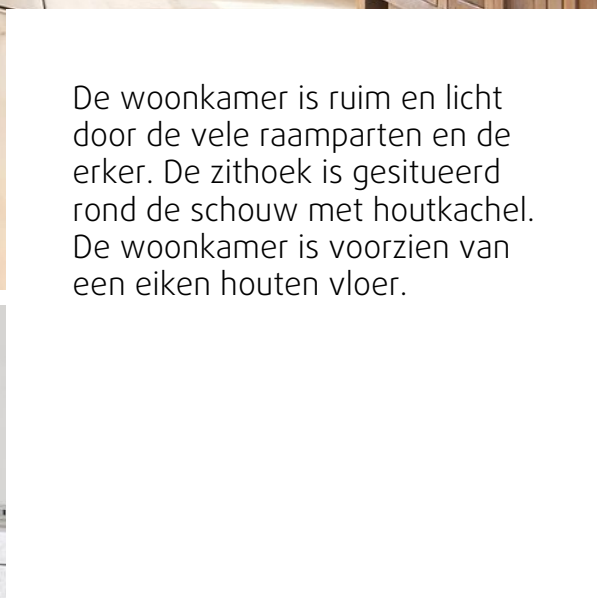 De woonkamer is ruim en licht
door de vele raamparten en de
erker. De zithoek is gesitueerd
rond de schouw met houtkachel.
De woonkamer is voorzien van
een eiken houten vloer.